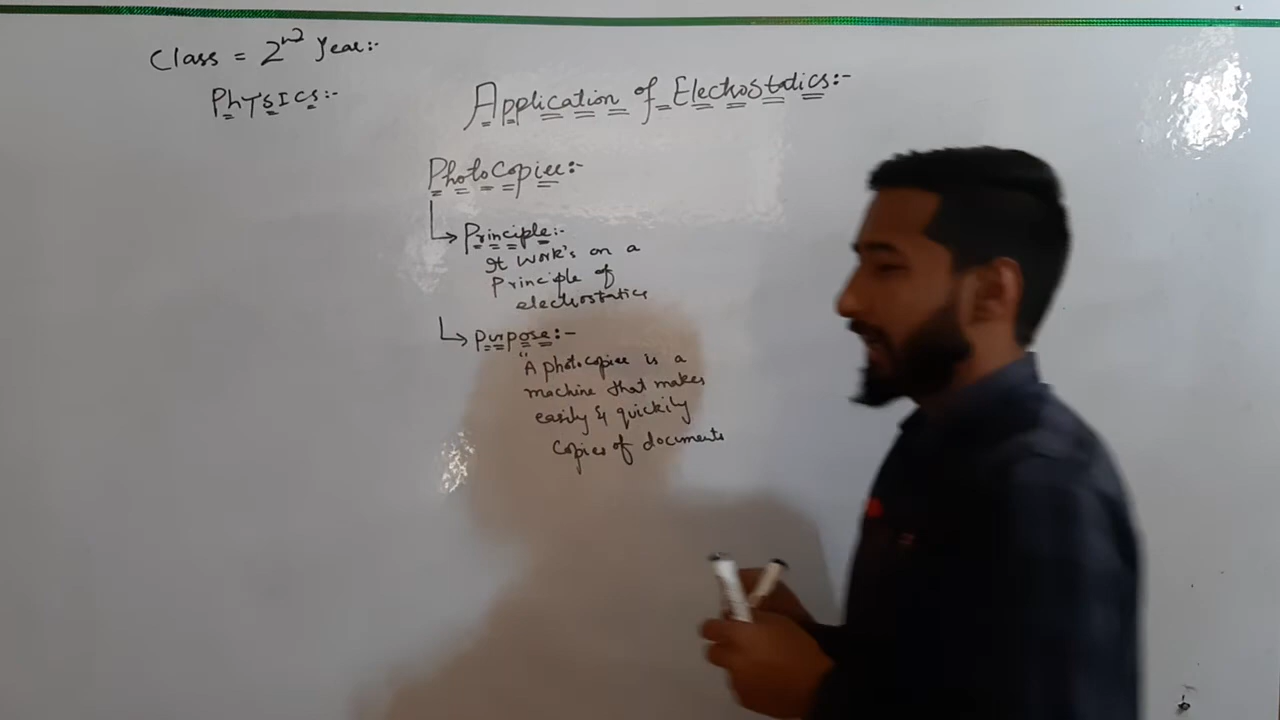 Class = 2nd Year:-
PhYSICS:-
Application of Electrostatics:-
Photocopier:-
Principle:-
It work's on a
Principle of
electrostatics
Purpose:-
"A photocopier is a
machine that makes
easily & quickily
copies of documents